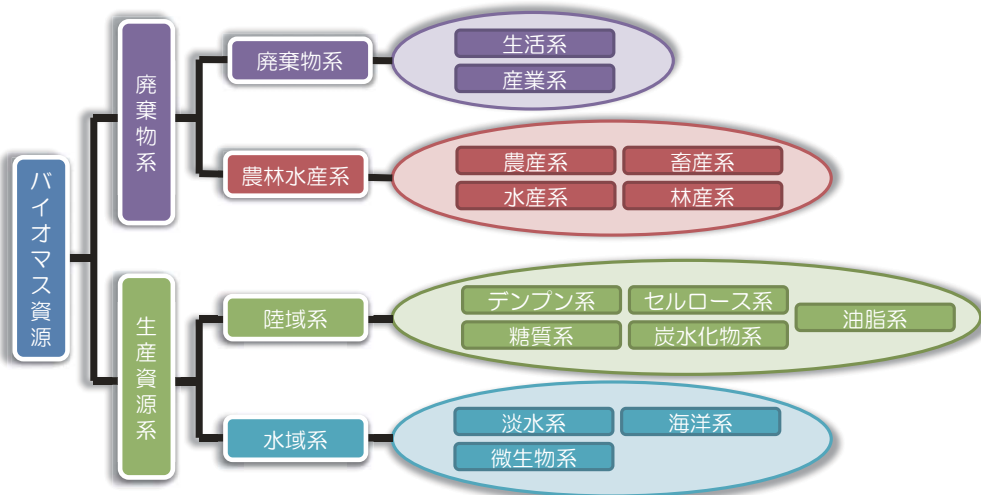 バイオマス資源
廃棄物系
廃棄物系
生活系
産業系
農林水産系
農産系
畜産系
水産系
林産系
生産資源系
陸域系
デンプン系
セルロース系
油脂系
糖質系
炭水化物系
水域系
淡水系
海洋系
微生物系